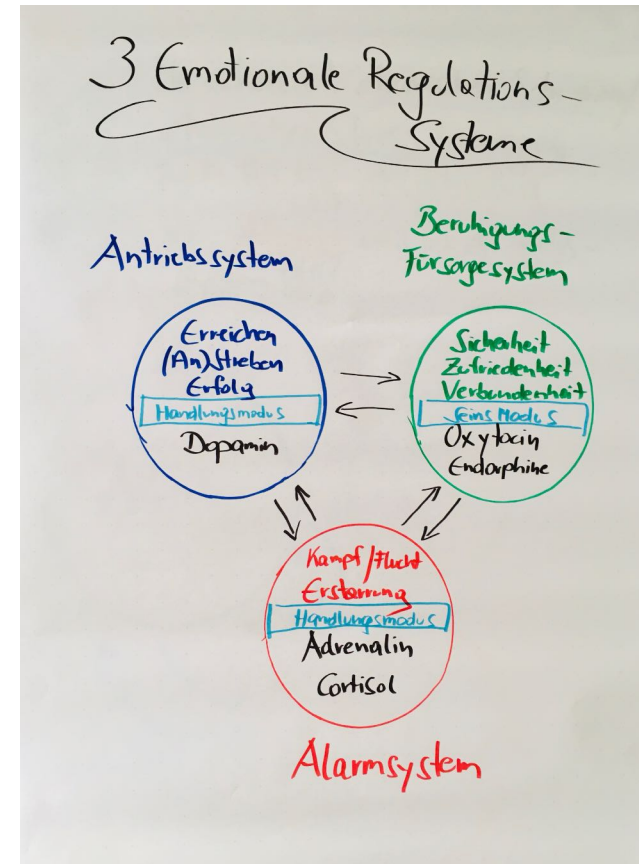 3 Emotionale Regulations-
Systeme
Antriebssystem
Erreichen
(An)Streben
Erfolg
Handlungsmodus
Dopamin
Beruhigungs-
Fürsorgesystem
Sicherheit
Zufriedenheit
Verbundenheit
Seins Modus
Oxytocin
Endorphine
Kampf/Flucht
Erstarrung
Handlungsmodus
Adrenalin
Cortisol
Alarmsystem